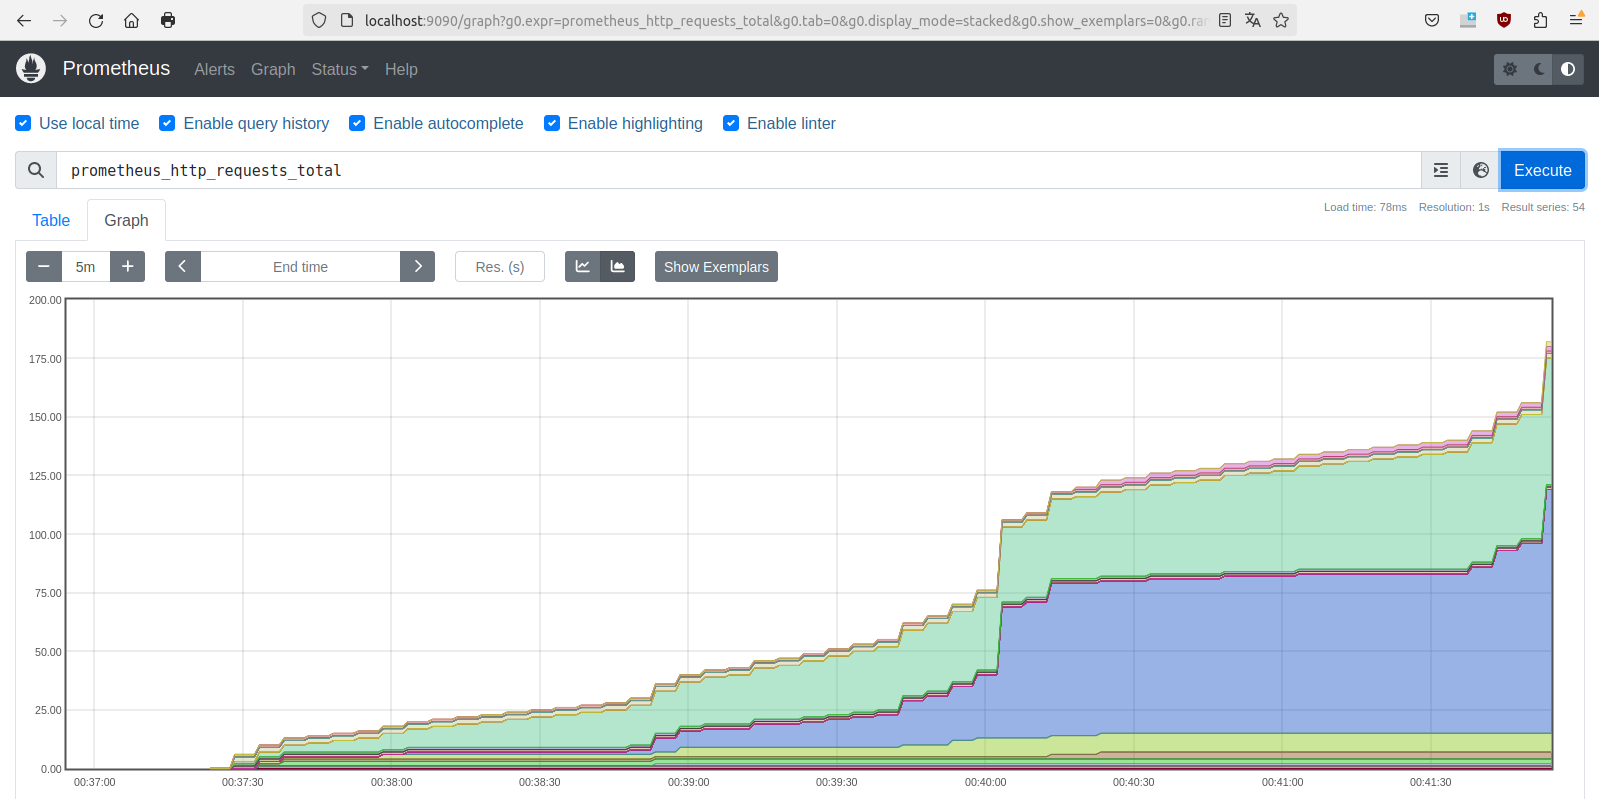 localhost:9090/graph?g0.expr=prometheus_http_requests_total&g0.tab=0&g0.display_mode=stacked&g0.show_exemplars=0&g0.ra
Prometheus Alerts Graph Status Help
Use local time Enable query history Enable autocomplete Enable highlighting Enable linter
prometheus_http_requests_total Execute
Load time: 78ms Resolution: 1s Result series: 54
Table Graph
5m End time Res. (s) Show Exemplars
200.00
175.00
150.00
125.00
100.00
75.00
50.00
25.00
0.00
00:37:00 00:37:30 00:38:00 00:38:30 00:39:00 00:39:30 00:40:00 00:40:30 00:41:00 00:41:30